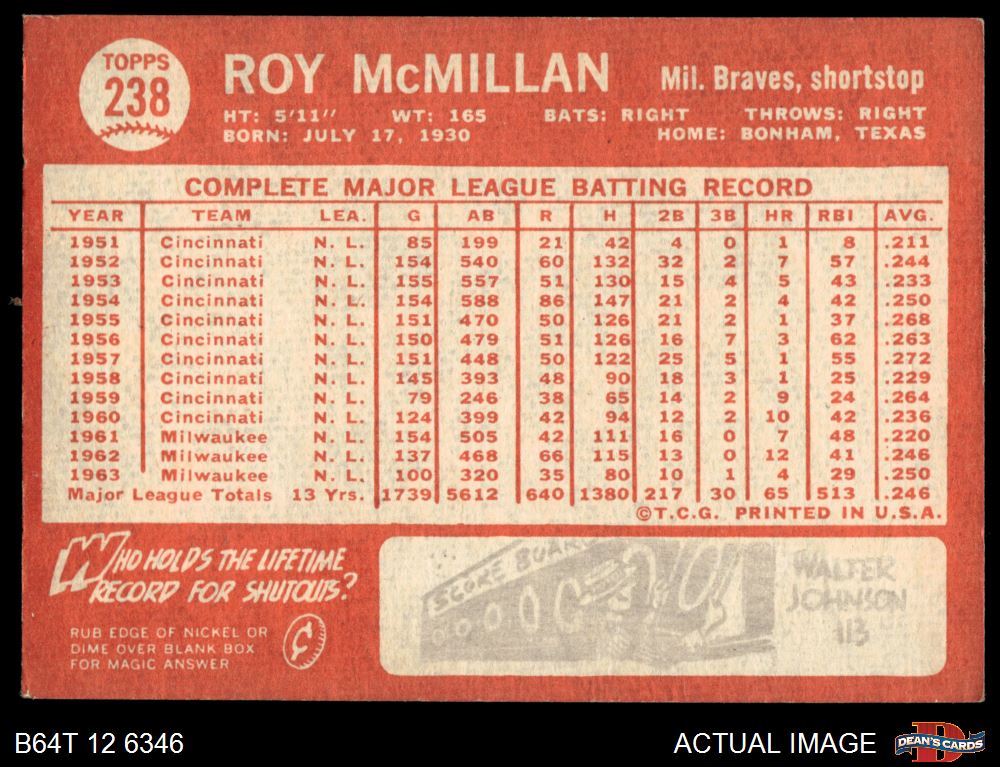 TOPPS
238
ROY McMILLAN
Mil. Braves, shortstop
HT: 5'11" WT: 165 BATS: RIGHT THROWS: RIGHT
BORN: JULY 17, 1930 HOME: BONHAM, TEXAS
COMPLETE MAJOR LEAGUE BATTING RECORD
YEAR TEAM LEA. G AB R H 2B 3B HR RBI AVG.
1951 Cincinnati N. L. 85 199 21 42 4 0 1 8 .211
1952 Cincinnati N. L. 154 540 60 132 32 2 7 57 .244
1953 Cincinnati N. L. 155 557 51 130 15 4 5 43 .233
1954 Cincinnati N. L. 154 588 86 147 21 2 4 42 .250
1955 Cincinnati N. L. 151 470 50 126 21 2 1 37 .268
1956 Cincinnati N. L. 150 479 51 126 16 7 3 62 .263
1957 Cincinnati N. L. 151 448 50 122 25 5 1 55 .272
1958 Cincinnati N. L. 145 393 48 90 18 3 1 25 .229
1959 Cincinnati N. L. 79 246 38 65 14 2 9 24 .264
1960 Cincinnati N. L. 124 399 42 94 12 2 10 42 .236
1961 Milwaukee N. L. 154 505 42 111 16 0 7 48 .220
1962 Milwaukee N. L. 137 468 66 115 13 0 12 41 .246
1963 Milwaukee N. L. 100 320 35 80 10 1 4 29 .250
Major League Totals 13 Yrs. 1739 5612 640 1380 217 30 65 513 .246
©T.C.G. PRINTED IN U.S.A.
WHO HOLDS THE LIFETIME
RECORD FOR SHUTOUTS?
RUB EDGE OF NICKEL OR
DIME OVER BLANK BOX
FOR MAGIC ANSWER
¢
SCORE BOARD
0 0 0 0 0
WALTER
JOHNSON
113
B64T 12 6346
ACTUAL IMAGE
D
DEAN'S CARDS